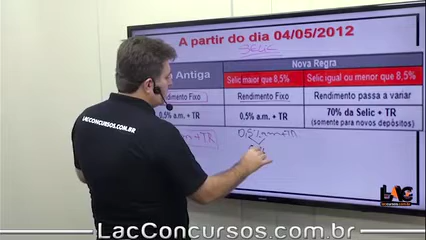 A partir do dia 04/05/2012
SELIC
Nova Regra
Antiga
Selic maior que 8,5%
Selic igual ou menor que 8,5%
Rendimento Fixo
Rendimento Fixo
Rendimento passa a variar
0,5% a.m. + TR
0,5% a.m. + TR
70% da Selic + TR
(somente para novos depósitos)
+ TR
LACCONCURSOS.COM.BR
LAC
LacConcursos.com.br